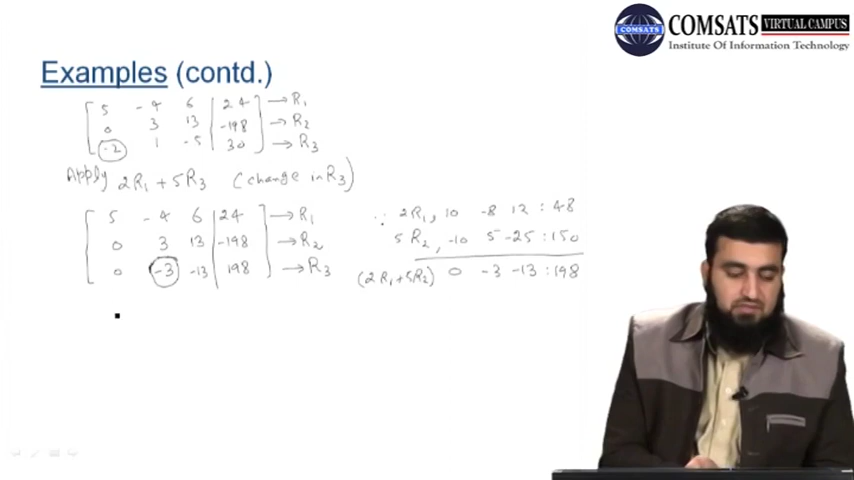 COMSATS VIRTUAL CAMPUS
Institute Of Information Technology
COMSATS
Examples (contd.)
5 -4 6 | 24 → R1
0 3 13 | -198 → R2
-2 1 -5 | 30 → R3
Apply 2R1 + 5R3 (change in R3)
5 -4 6 | 24 → R1
0 3 13 | -198 → R2
0 -3 -13 | 198 → R3
∵ 2R1, 10 -8 12 : 48
5R2, -10 5 -25 : 150
(2R1+5R2) 0 -3 -13 : 198